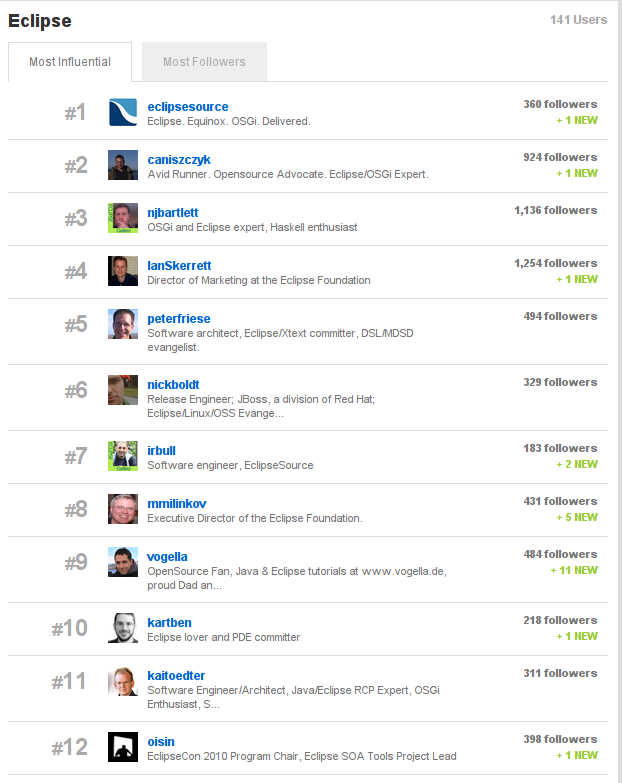 Eclipse
141 Users
Most Influential
Most Followers
#1
eclipsesource
360 followers
Eclipse. Equinox. OSGi. Delivered.
+ 1 NEW
#2
caniszczyk
924 followers
Avid Runner. Opensource Advocate. Eclipse/OSGi Expert.
+ 1 NEW
#3
njbartlett
1,136 followers
OSGi and Eclipse expert, Haskell enthusiast
#4
IanSkerrett
1,254 followers
Director of Marketing at the Eclipse Foundation
+ 1 NEW
#5
peterfriese
494 followers
Software architect, Eclipse/Xtext committer, DSL/MDSD
evangelist.
#6
nickboldt
329 followers
Release Engineer; JBoss, a division of Red Hat;
Eclipse/Linux/OSS Evange...
#7
irbull
183 followers
Software engineer, EclipseSource
+ 2 NEW
#8
mmilinkov
431 followers
Executive Director of the Eclipse Foundation.
+ 5 NEW
#9
vogella
484 followers
OpenSource Fan, Java & Eclipse tutorials at www.vogella.de,
+ 11 NEW
proud Dad an...
#10
kartben
218 followers
Eclipse lover and PDE committer
+ 1 NEW
#11
kaitoedter
311 followers
Software Engineer/Architect, Java/Eclipse RCP Expert, OSGi
Enthusiast, S...
#12
oisin
398 followers
EclipseCon 2010 Program Chair, Eclipse SOA Tools Project Lead
+ 1 NEW